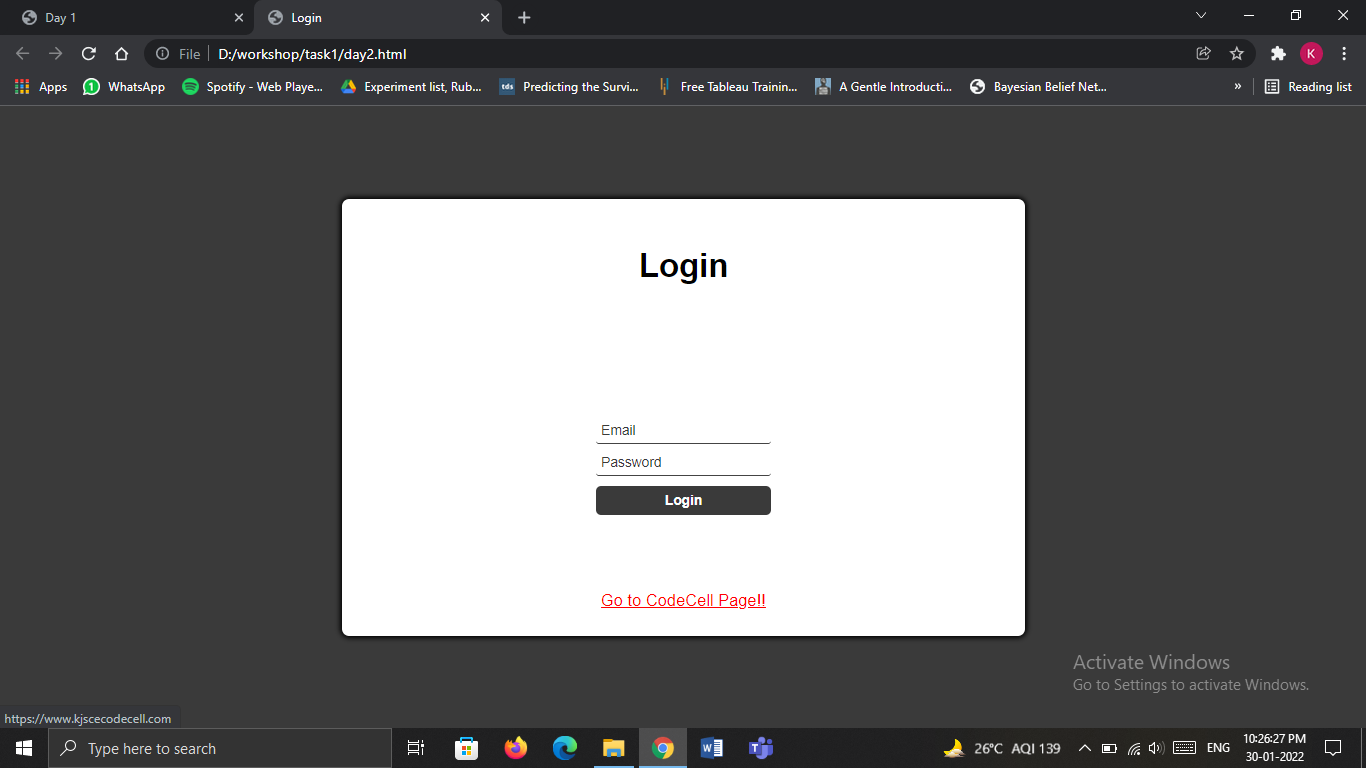 Day 1
Login
File
D:/workshop/task1/day2.html
K
Apps
1
WhatsApp
Spotify - Web Playe...
Experiment list, Rub...
tds
Predicting the Survi...
Free Tableau Trainin...
A Gentle Introducti...
Bayesian Belief Net...
»
Reading list
Login
Email
Password
Login
Go to CodeCell Page!!
Activate Windows
Go to Settings to activate Windows.
https://www.kjscecodecell.com
Type here to search
26°C AQI 139
ENG
10:26:27 PM
30-01-2022